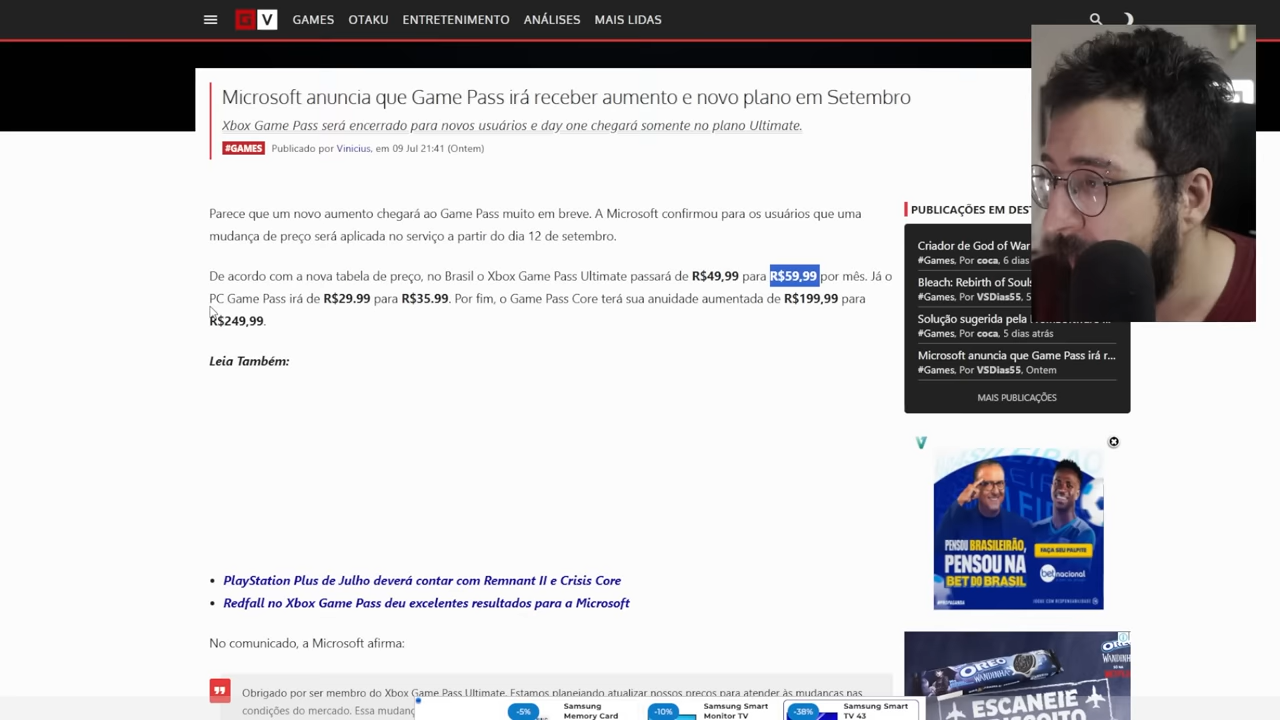 GV GAMES OTAKU ENTRETENIMENTO ANÁLISES MAIS LIDAS
Microsoft anuncia que Game Pass irá receber aumento e novo plano em Setembro
Xbox Game Pass será encerrado para novos usuários e day one chegará somente no plano Ultimate.
#GAMES Publicado por Vinicius, em 09 Jul 21:41 (Ontem)
Parece que um novo aumento chegará ao Game Pass muito em breve. A Microsoft confirmou para os usuários que uma
mudança de preço será aplicada no serviço a partir do dia 12 de setembro.
De acordo com a nova tabela de preço, no Brasil o Xbox Game Pass Ultimate passará de R$49,99 para R$59,99 por mês. Já o
PC Game Pass irá de R$29.99 para R$35.99. Por fim, o Game Pass Core terá sua anuidade aumentada de R$199,99 para
R$249,99.
Leia Também:
PlayStation Plus de Julho deverá contar com Remnant II e Crisis Core
Redfall no Xbox Game Pass deu excelentes resultados para a Microsoft
No comunicado, a Microsoft afirma:
Obrigado por ser membro do Xbox Game Pass Ultimate. Estamos planejando atualizar nossos preços para atender às mudanças nas
condições do mercado. Essa mudanç
PUBLICAÇÕES EM DEST
Criador de God of War
#Games, Por coca, 6 dias
Bleach: Rebirth of Souls
#Games, Por VSDias55, 5
Solução sugerida pela
#Games, Por coca, 5 dias atrás
Microsoft anuncia que Game Pass irá r...
#Games, Por VSDias55, Ontem
MAIS PUBLICAÇÕES
PENSOU BRASILEIRÃO,
PENSOU NA
BET DO BRASIL
FAÇA SEU PALPITE
betnacional
OREO
WANDINHA
ESCANEIE
-5% Samsung
Memory Card
-10% Samsung Smart
Monitor TV
-38% Samsung Smart
TV 43